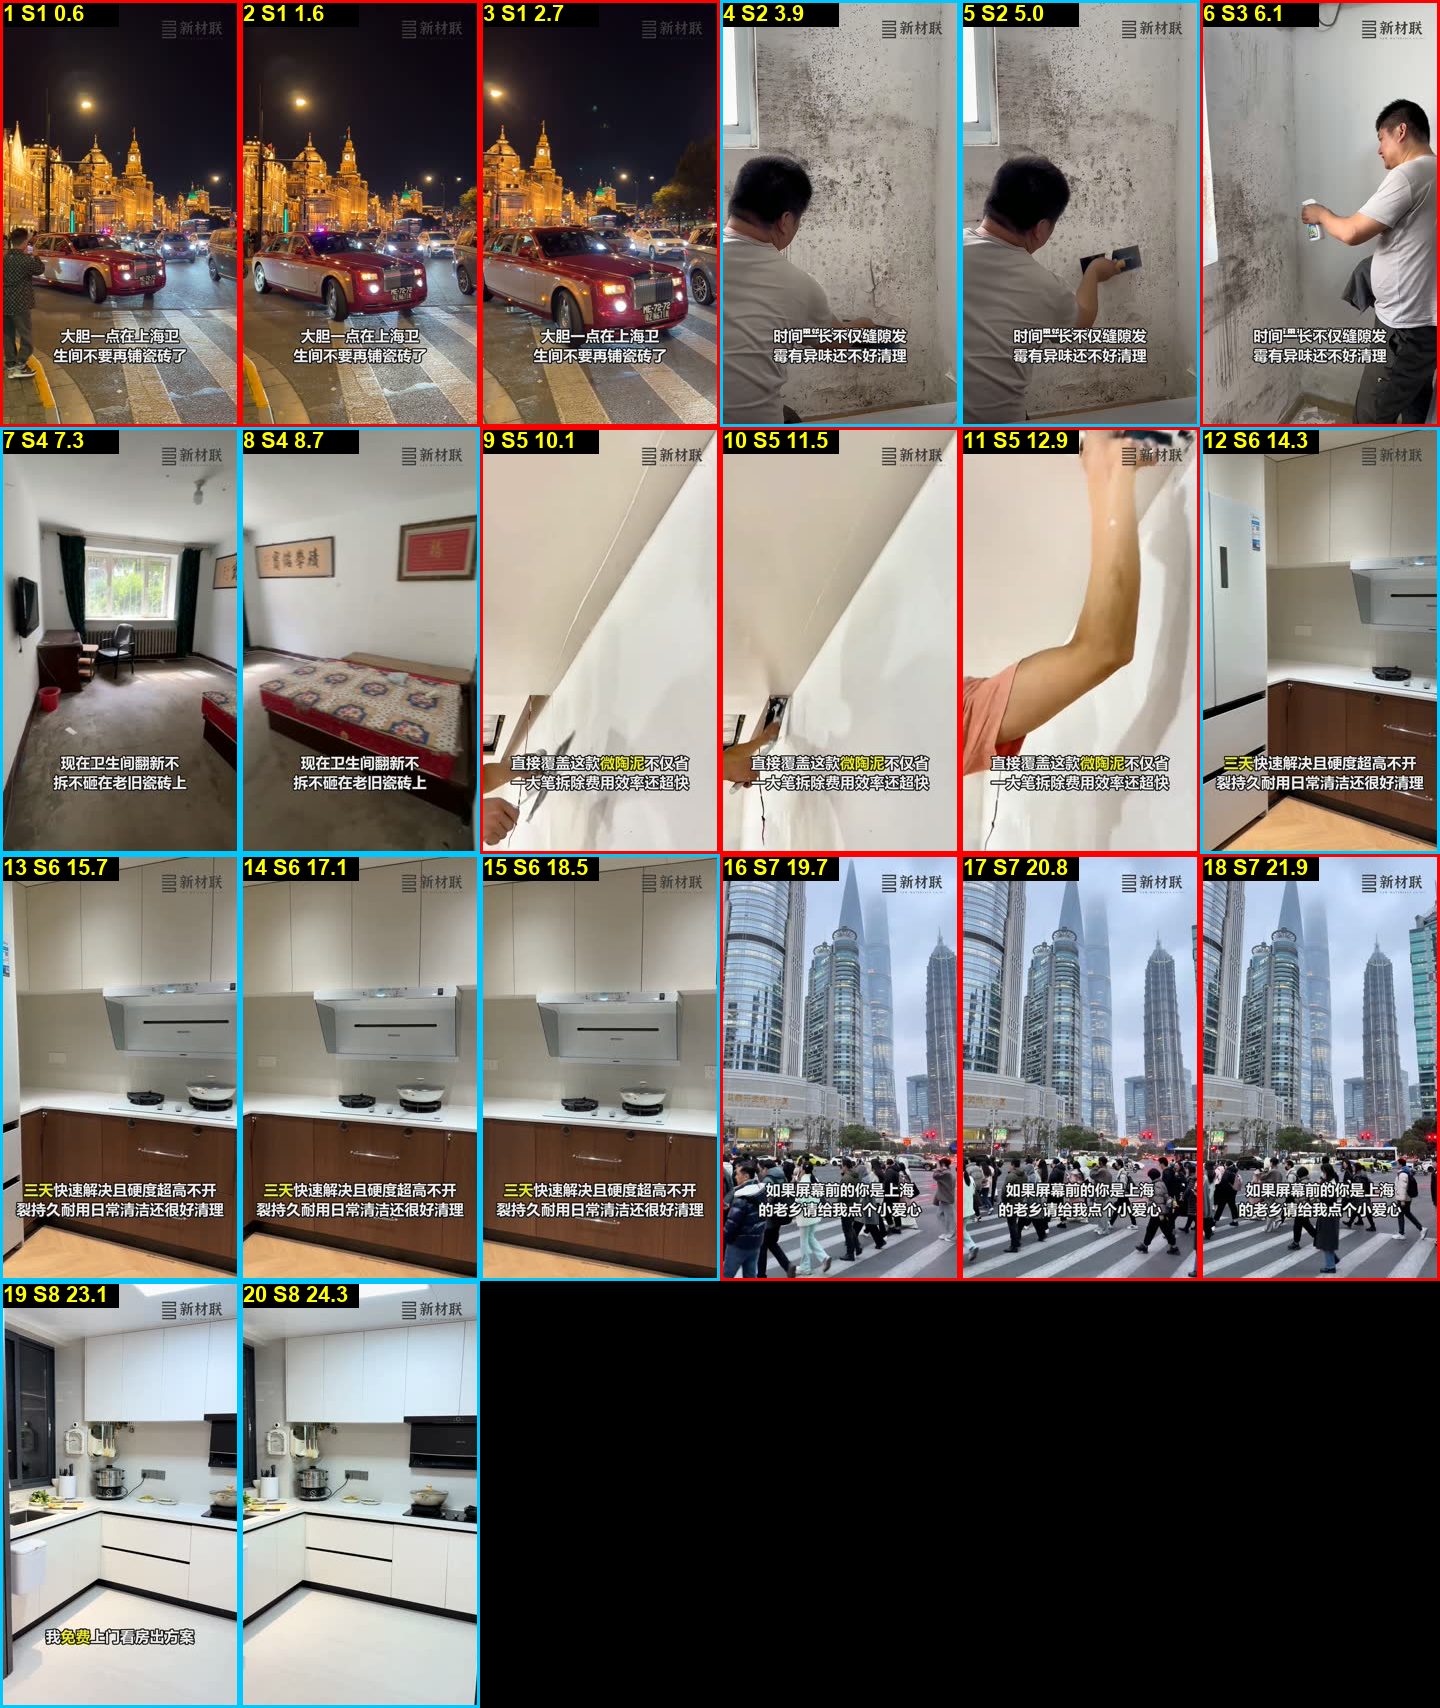 1 S1 0.6
新材联
大胆一点在上海卫
生间不要再铺瓷砖了
2 S1 1.6
新材联
大胆一点在上海卫
生间不要再铺瓷砖了
3 S1 2.7
新材联
大胆一点在上海卫
生间不要再铺瓷砖了
4 S2 3.9
新材联
时间一长不仅缝隙发
霉有异味还不好清理
5 S2 5.0
新材联
时间一长不仅缝隙发
霉有异味还不好清理
6 S3 6.1
新材联
时间一长不仅缝隙发
霉有异味还不好清理
7 S4 7.3
新材联
现在卫生间翻新不
拆不砸在老旧瓷砖上
8 S4 8.7
新材联
现在卫生间翻新不
拆不砸在老旧瓷砖上
9 S5 10.1
新材联
直接覆盖这款微陶泥不仅省
一大笔拆除费用效率还超快
10 S5 11.5
新材联
直接覆盖这款微陶泥不仅省
一大笔拆除费用效率还超快
11 S5 12.9
新材联
直接覆盖这款微陶泥不仅省
一大笔拆除费用效率还超快
12 S6 14.3
新材联
三天快速解决且硬度超高不开
裂持久耐用日常清洁还很好清理
13 S6 15.7
新材联
三天快速解决且硬度超高不开
裂持久耐用日常清洁还很好清理
14 S6 17.1
新材联
三天快速解决且硬度超高不开
裂持久耐用日常清洁还很好清理
15 S6 18.5
新材联
三天快速解决且硬度超高不开
裂持久耐用日常清洁还很好清理
16 S7 19.7
新材联
如果屏幕前的你是上海
的老乡请给我点个小爱心
17 S7 20.8
新材联
如果屏幕前的你是上海
的老乡请给我点个小爱心
18 S7 21.9
新材联
如果屏幕前的你是上海
的老乡请给我点个小爱心
19 S8 23.1
新材联
我免费上门看房出方案
20 S8 24.3
新材联